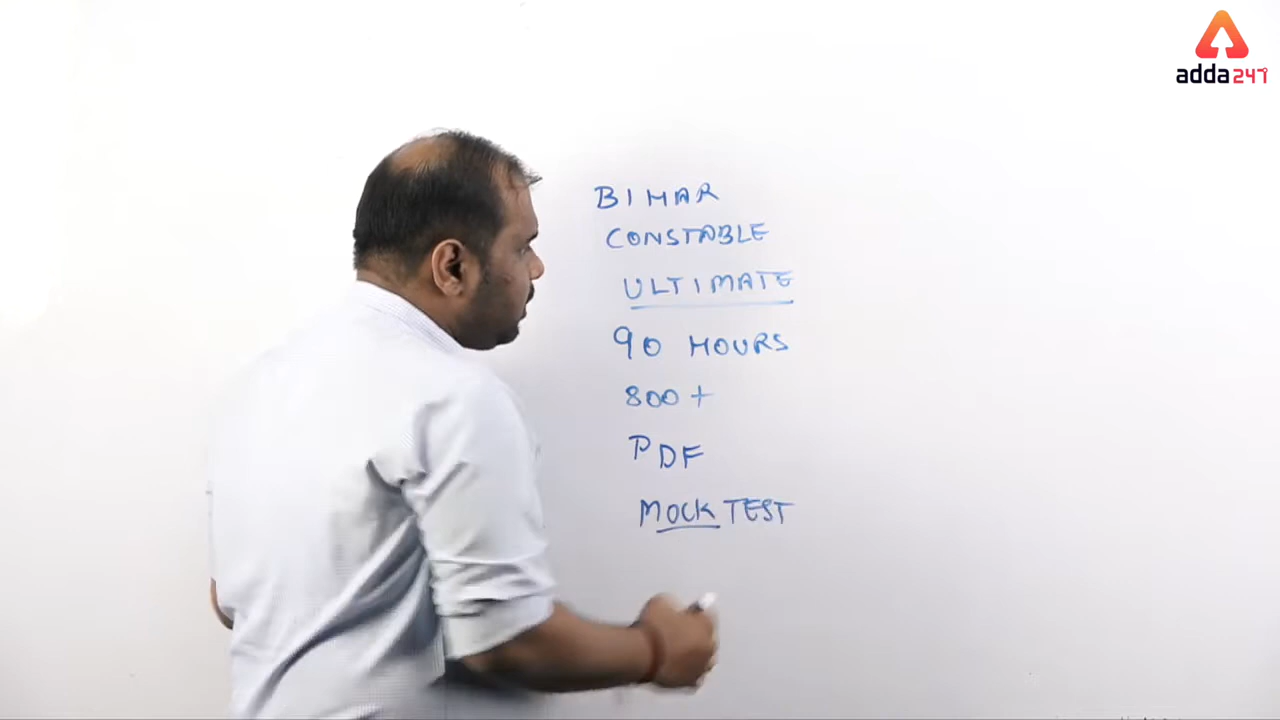 adda247
BIHAR
CONSTABLE
ULTIMATE
90 HOURS
800+
PDF
MOCK TEST